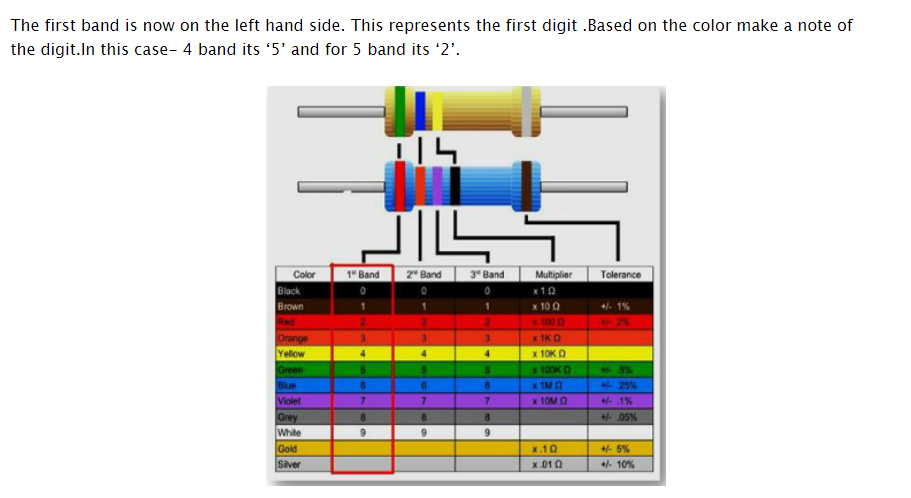 The first band is now on the left hand side. This represents the first digit .Based on the color make a note of
the digit.In this case– 4 band its ‘5’ and for 5 band its ‘2’.
Color 1st Band 2nd Band 3rd Band Multiplier Tolerance
Black 0 0 0 x 1 Ω
Brown 1 1 1 x 10 Ω +/- 1%
Red 2 2 2 x 100 Ω +/- 2%
Orange 3 3 3 x 1K Ω
Yellow 4 4 4 x 10K Ω
Green 5 5 5 x 100K Ω +/- .5%
Blue 6 6 6 x 1M Ω +/- .25%
Violet 7 7 7 x 10M Ω +/- .1%
Grey 8 8 8 +/- .05%
White 9 9 9
Gold x .1 Ω +/- 5%
Silver x .01 Ω +/- 10%